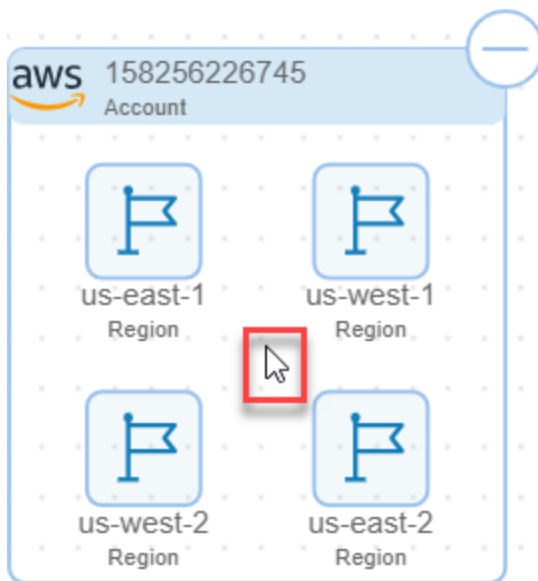 aws 158256226745
Account
us-east-1 us-west-1
Region Region
us-west-2 us-east-2
Region Region